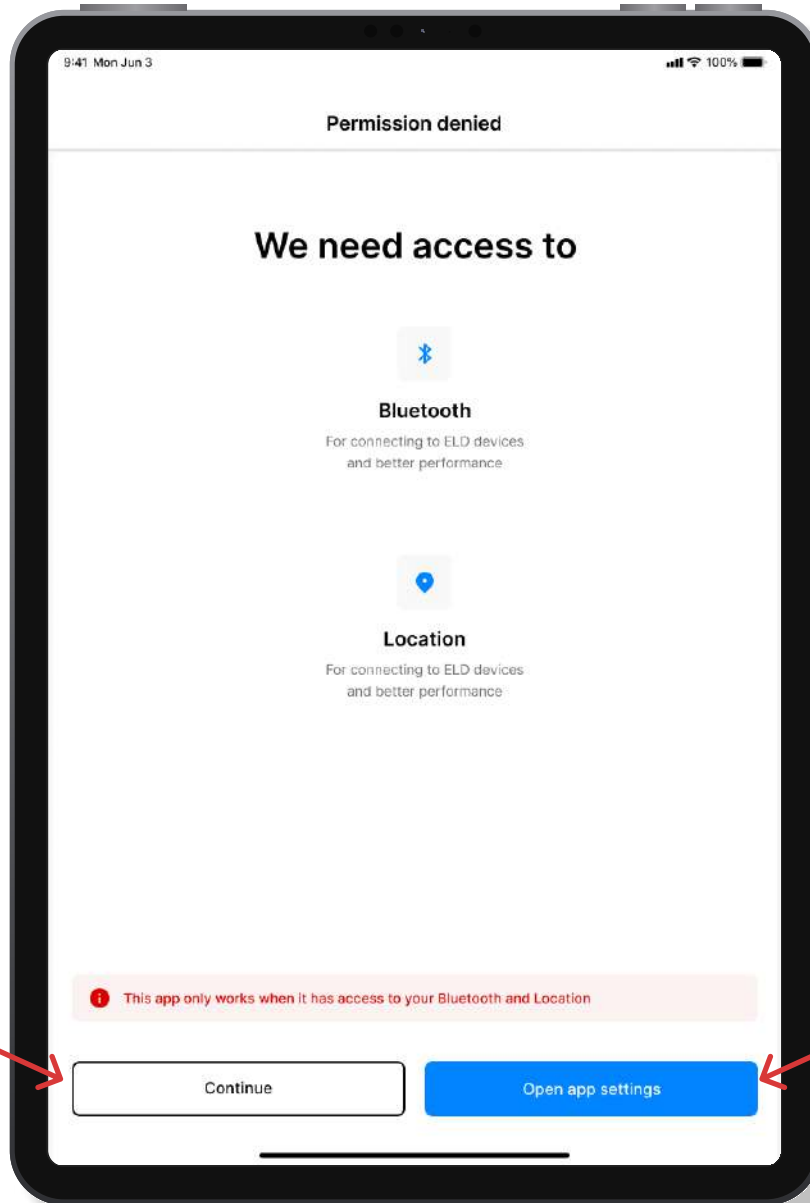 9:41 Mon Jun 3
100%
Permission denied
We need access to
Bluetooth
For connecting to ELD devices
and better performance
Location
For connecting to ELD devices
and better performance
This app only works when it has access to your Bluetooth and Location
Continue
Open app settings